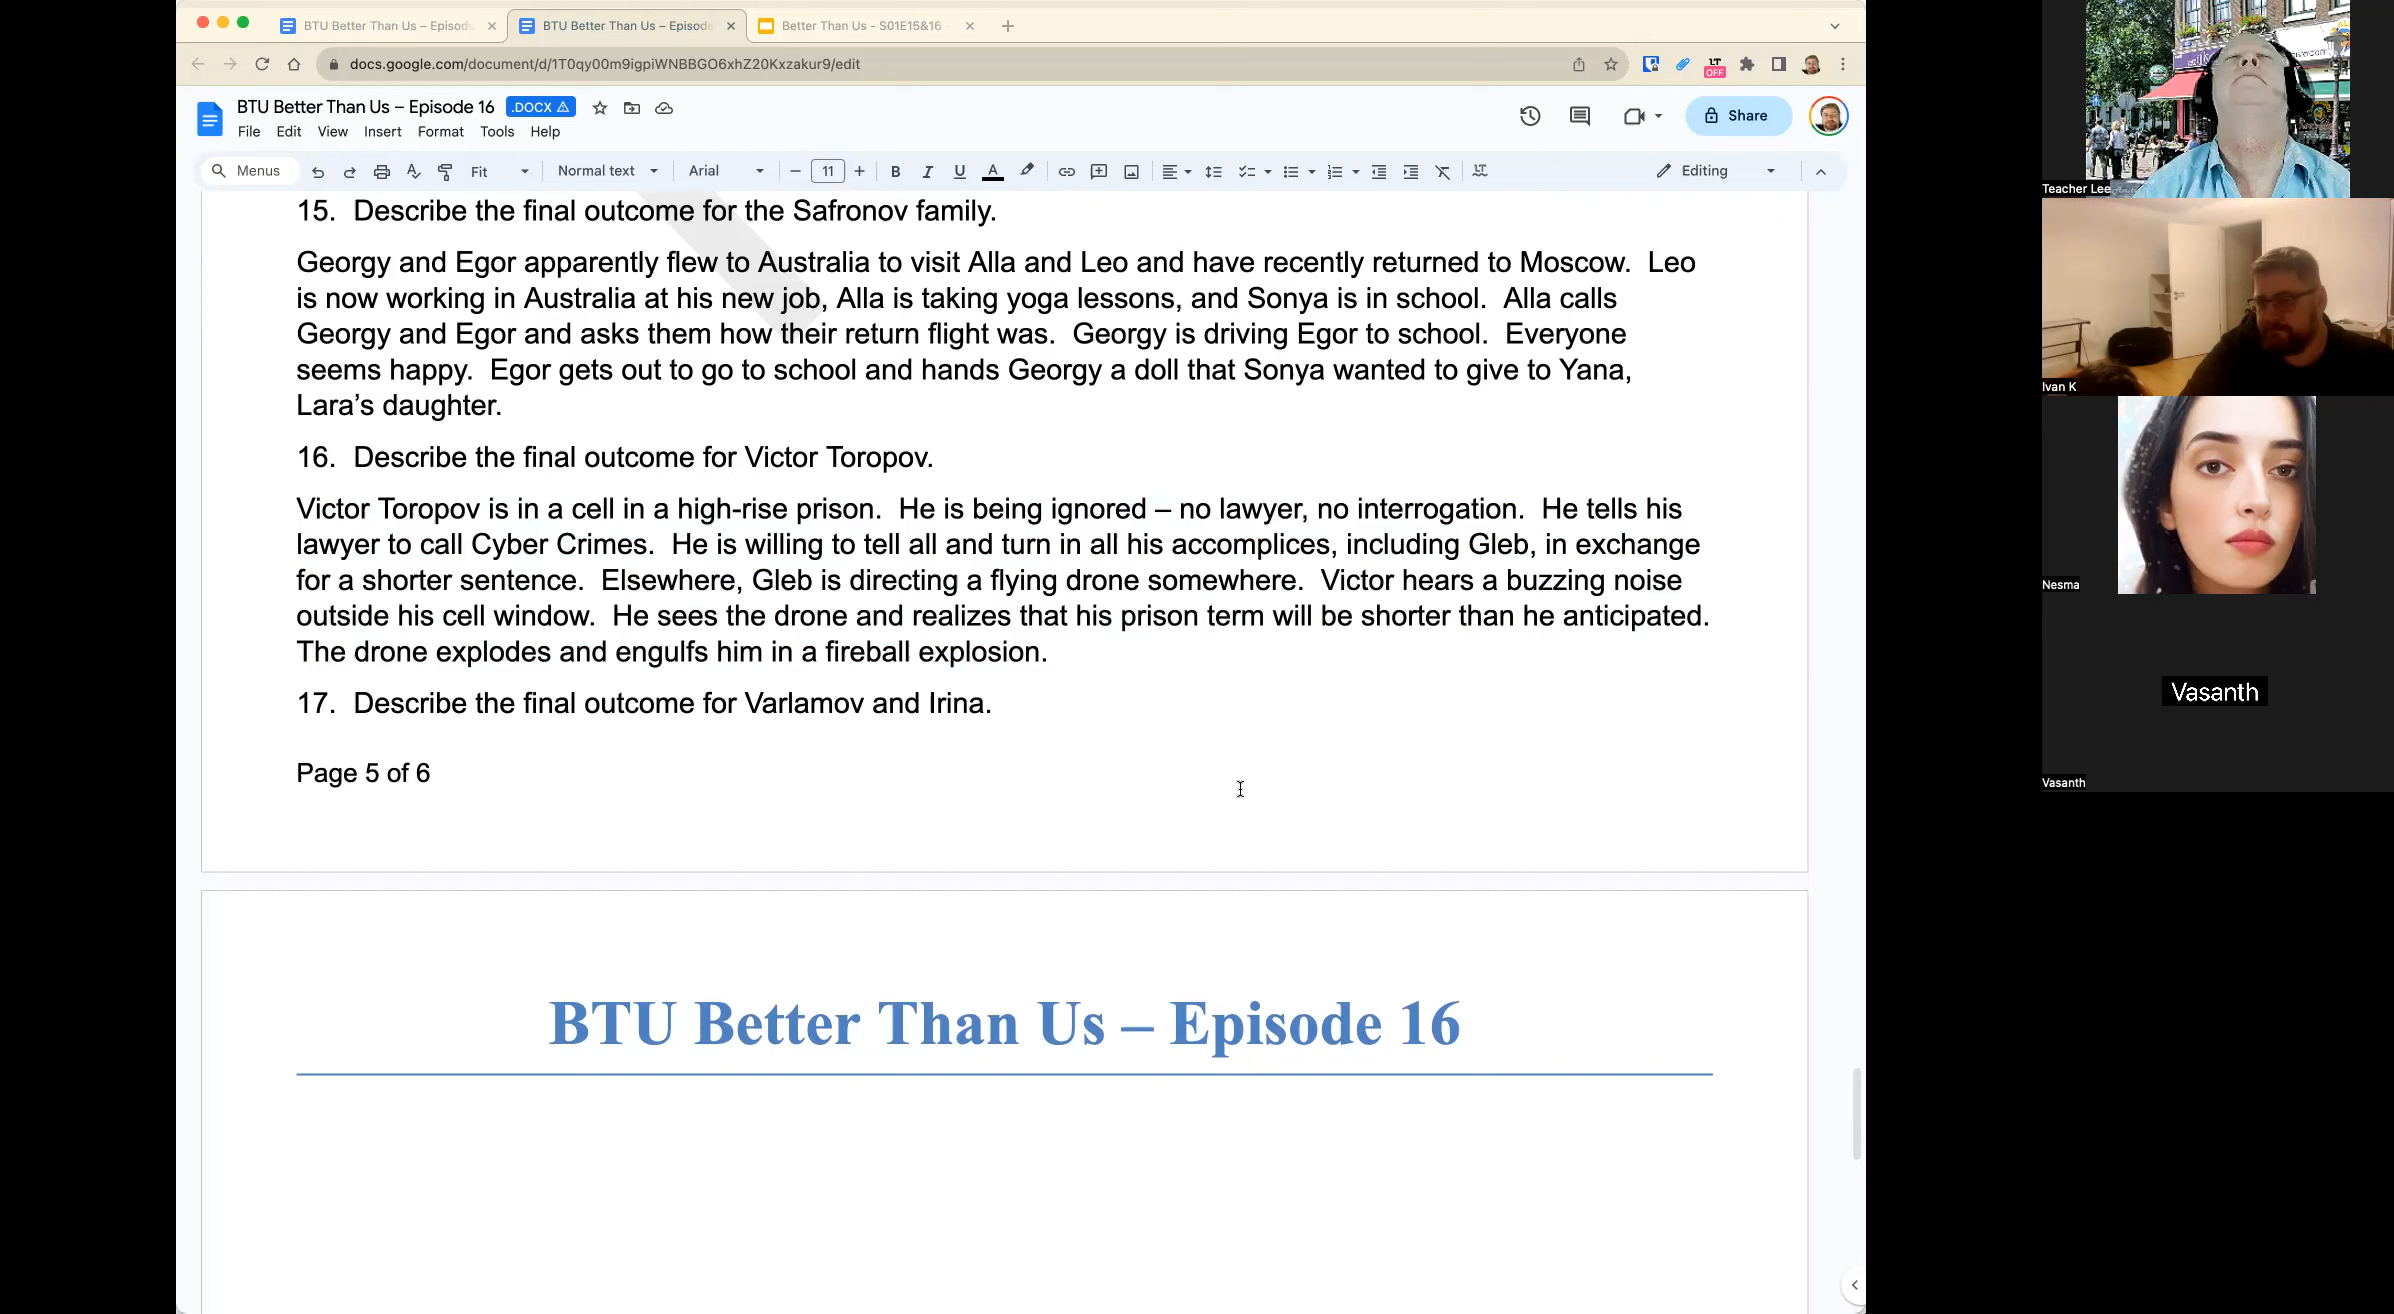 BTU Better Than Us – Episode
BTU Better Than Us – Episode
Better Than Us - S01E15&16 -
docs.google.com/document/d/1T0qy00m9igpiWNBBGO6xhZ20Kxzakur9/edit
LT
OFF
BTU Better Than Us – Episode 16
.DOCX
Share
File Edit View Insert Format Tools Help
Menus
Fit
Normal text
Arial
11
B I U A
Editing
15. Describe the final outcome for the Safronov family.
Georgy and Egor apparently flew to Australia to visit Alla and Leo and have recently returned to Moscow. Leo
is now working in Australia at his new job, Alla is taking yoga lessons, and Sonya is in school. Alla calls
Georgy and Egor and asks them how their return flight was. Georgy is driving Egor to school. Everyone
seems happy. Egor gets out to go to school and hands Georgy a doll that Sonya wanted to give to Yana,
Lara’s daughter.
16. Describe the final outcome for Victor Toropov.
Victor Toropov is in a cell in a high-rise prison. He is being ignored – no lawyer, no interrogation. He tells his
lawyer to call Cyber Crimes. He is willing to tell all and turn in all his accomplices, including Gleb, in exchange
for a shorter sentence. Elsewhere, Gleb is directing a flying drone somewhere. Victor hears a buzzing noise
outside his cell window. He sees the drone and realizes that his prison term will be shorter than he anticipated.
The drone explodes and engulfs him in a fireball explosion.
17. Describe the final outcome for Varlamov and Irina.
Page 5 of 6
BTU Better Than Us – Episode 16
Teacher Lee
Ivan K
Nesma
Vasanth
Vasanth